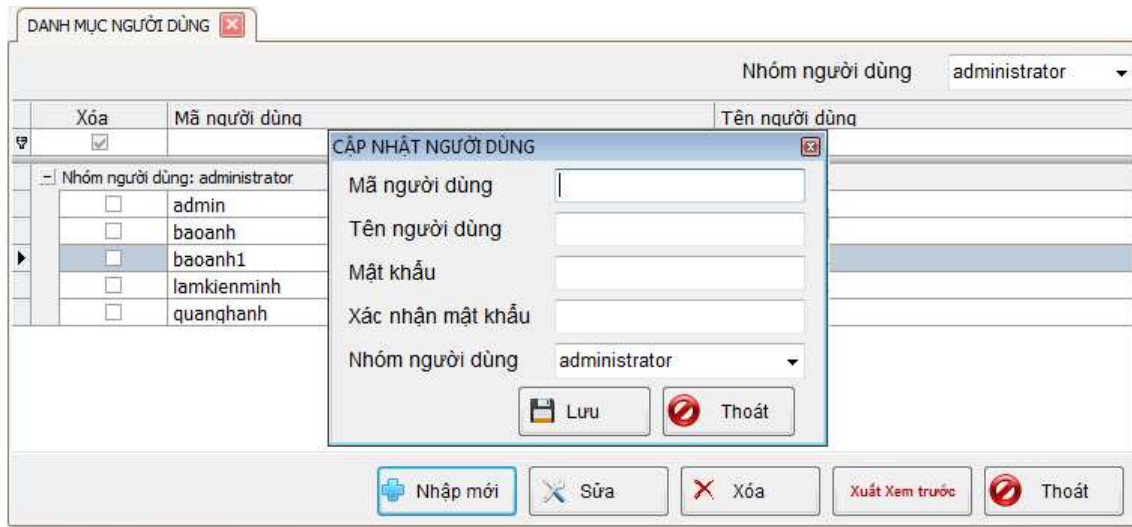 DANH MỤC NGƯỜI DÙNG
Nhóm người dùng administrator
Xóa Mã người dùng Tên người dùng
CẬP NHẬT NGƯỜI DÙNG
Nhóm người dùng: administrator
Mã người dùng
admin
Tên người dùng
baoanh
baoanh1
Mật khẩu
lamkienminh
Xác nhận mật khẩu
quanghanh
Nhóm người dùng administrator
Lưu Thoát
Nhập mới Sửa Xóa Xuất Xem trước Thoát